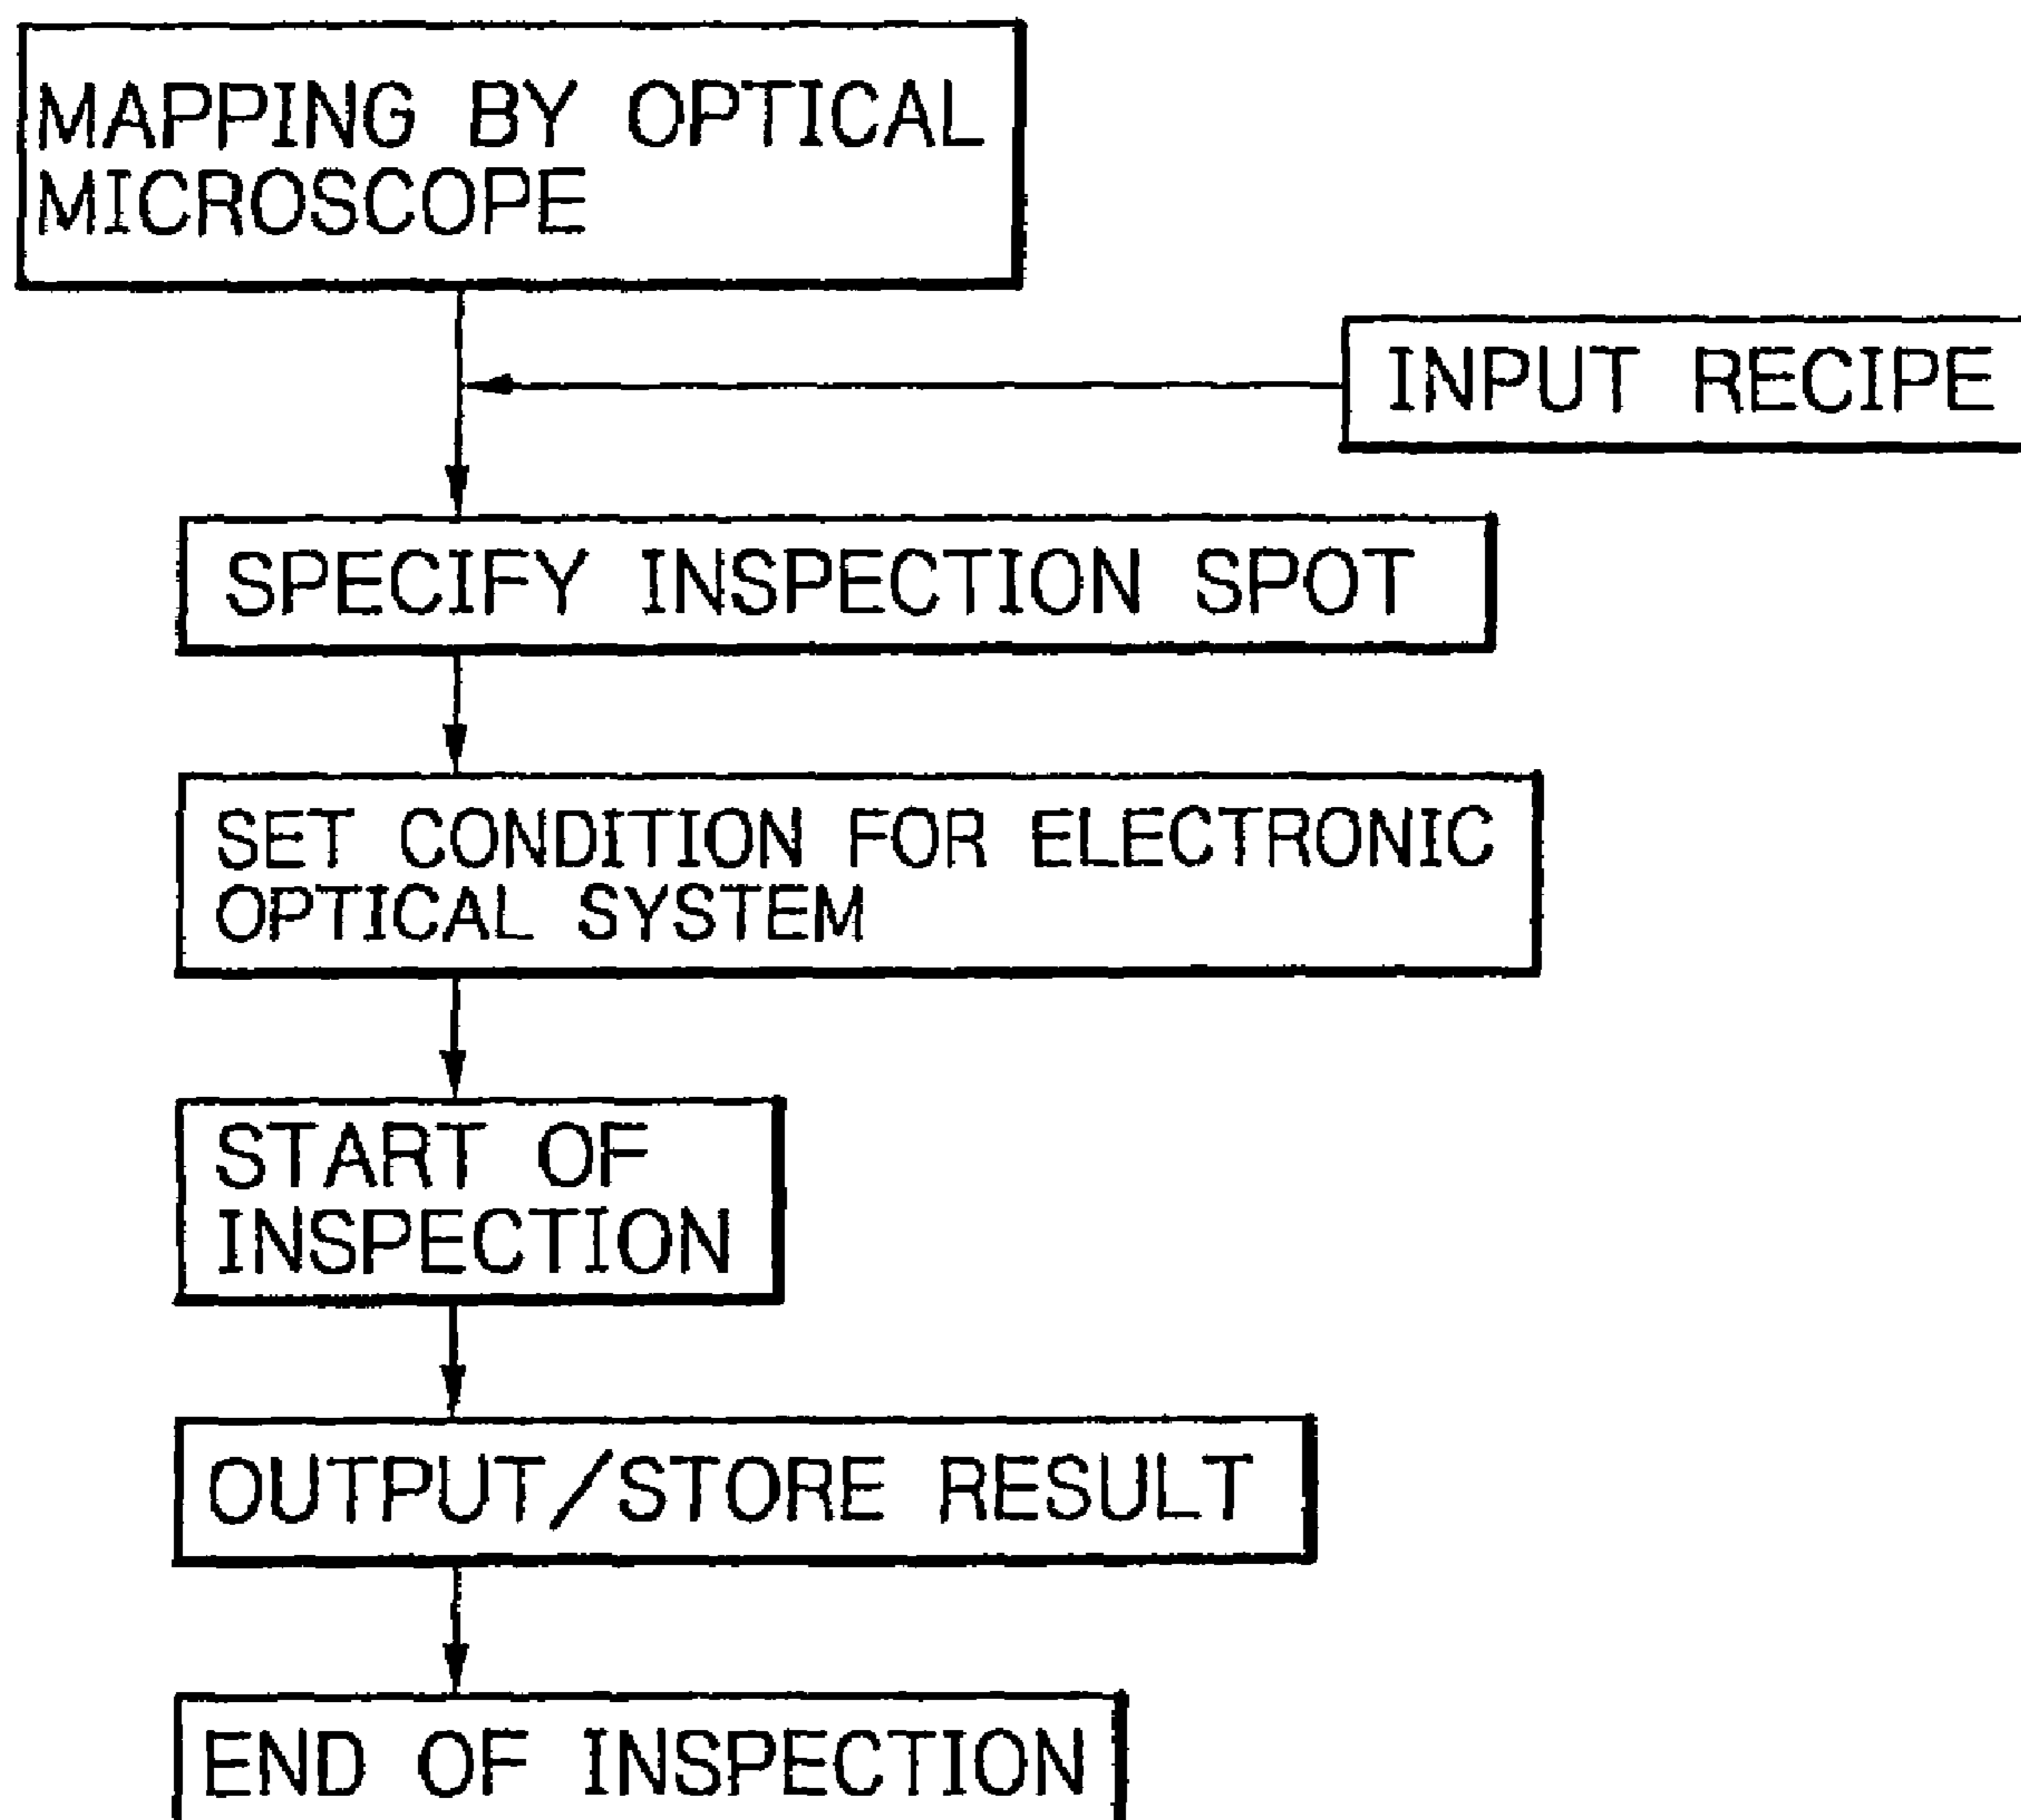 MAPPING BY OPTICAL
MICROSCOPE
INPUT RECIPE
SPECIFY INSPECTION SPOT
SET CONDITION FOR ELECTRONIC
OPTICAL SYSTEM
START OF
INSPECTION
OUTPUT/STORE RESULT
END OF INSPECTION